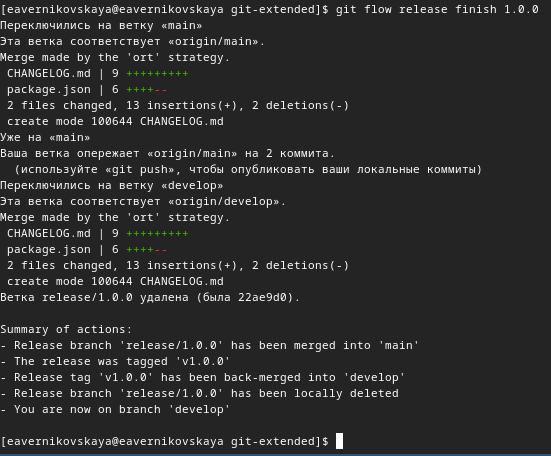 [eavernikovskaya@eavernikovskaya git-extended]$ git flow release finish 1.0.0
Переключились на ветку «main»
Эта ветка соответствует «origin/main».
Merge made by the 'ort' strategy.
 CHANGELOG.md | 9 +++++++++
 package.json | 6 ++++--
 2 files changed, 13 insertions(+), 2 deletions(-)
 create mode 100644 CHANGELOG.md
Уже на «main»
Ваша ветка опережает «origin/main» на 2 коммита.
  (используйте «git push», чтобы опубликовать ваши локальные коммиты)
Переключились на ветку «develop»
Эта ветка соответствует «origin/develop».
Merge made by the 'ort' strategy.
 CHANGELOG.md | 9 +++++++++
 package.json | 6 ++++--
 2 files changed, 13 insertions(+), 2 deletions(-)
 create mode 100644 CHANGELOG.md
Ветка release/1.0.0 удалена (была 22ae9d0).

Summary of actions:
- Release branch 'release/1.0.0' has been merged into 'main'
- The release was tagged 'v1.0.0'
- Release tag 'v1.0.0' has been back-merged into 'develop'
- Release branch 'release/1.0.0' has been locally deleted
- You are now on branch 'develop'

[eavernikovskaya@eavernikovskaya git-extended]$